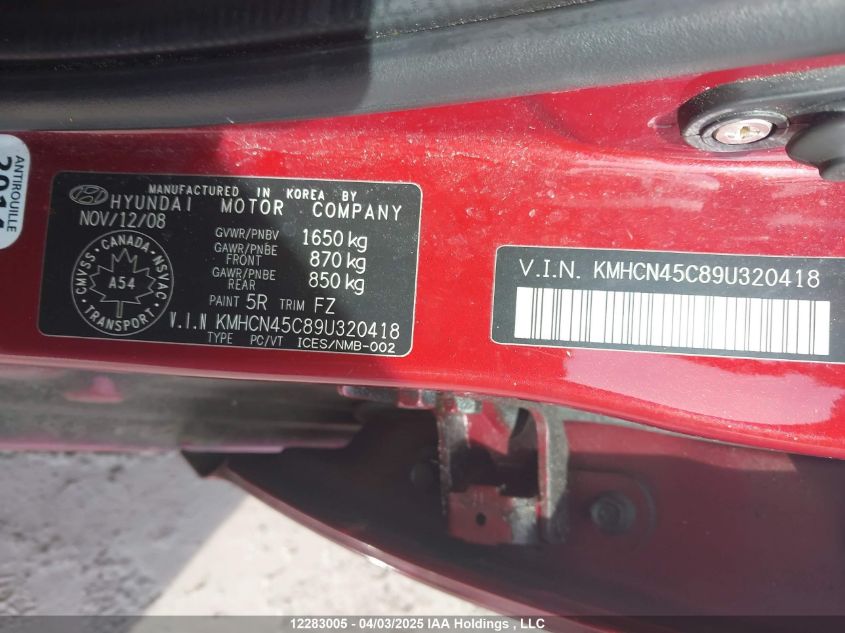 ANTIROUILLE
MANUFACTURED IN KOREA BY
HYUNDAI MOTOR COMPANY
NOV/12/08
GVWR/PNBV 1650 kg
GAWR/PNBE FRONT 870 kg
GAWR/PNBE REAR 850 kg
PAINT 5R TRIM FZ
CANADA
CMVSS NSVAC
A54
TRANSPORT
V.I.N KMHCN45C89U320418
TYPE PC/VT ICES/NMB-002
V.I.N. KMHCN45C89U320418
12283005 - 04/03/2025 IAA Holdings , LLC